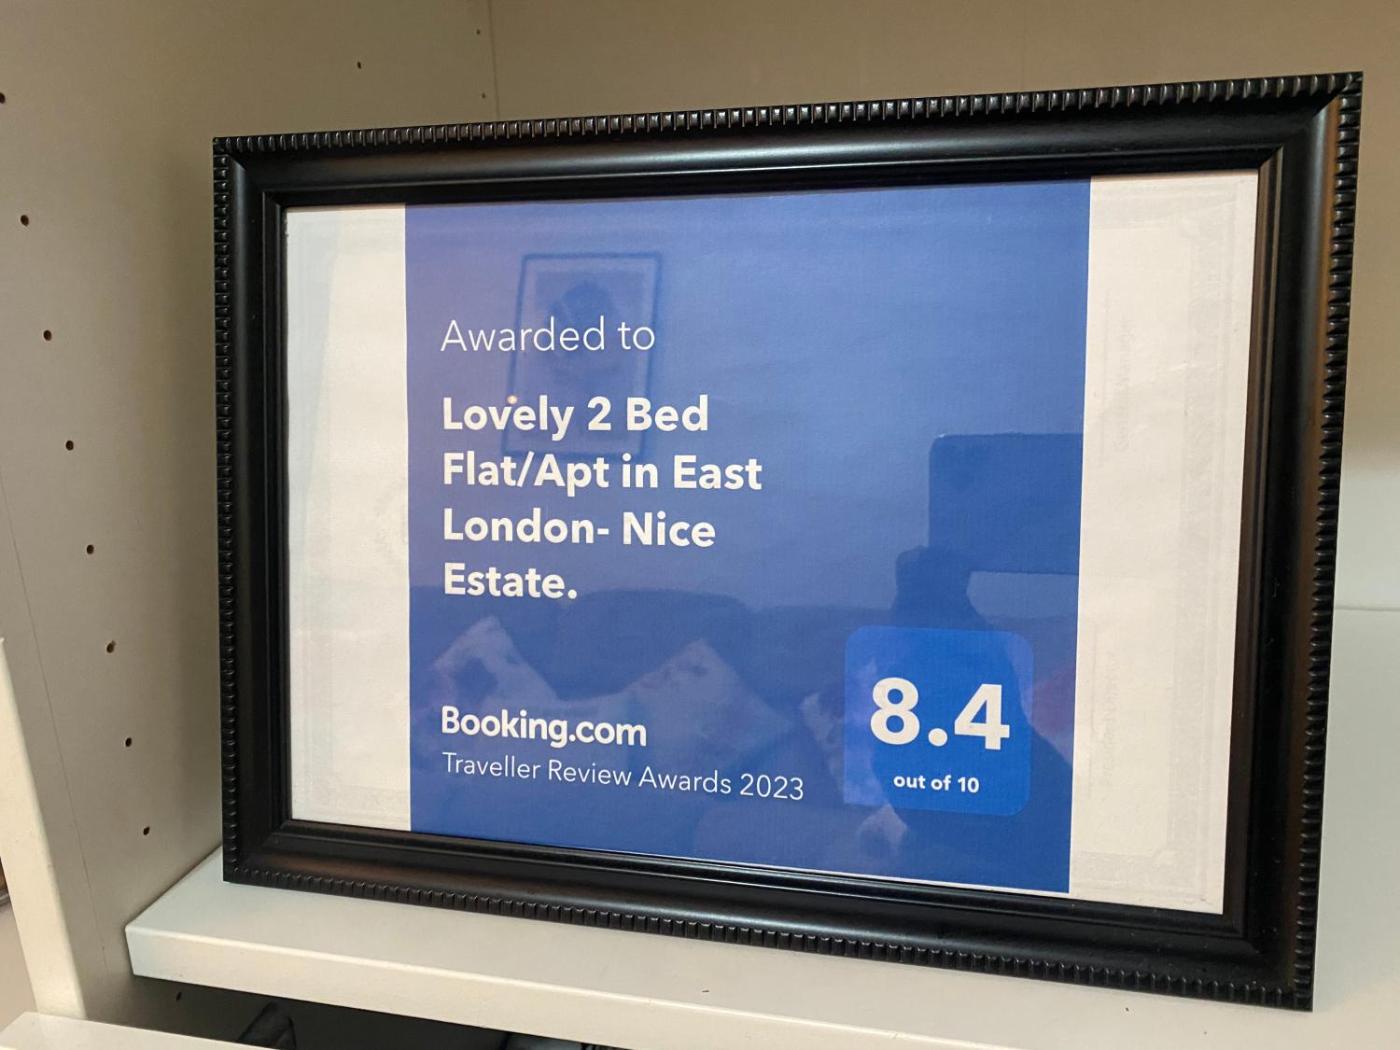 Awarded to
Lovely 2 Bed
Flat/Apt in East
London- Nice
Estate.
Booking.com
Traveller Review Awards 2023
8.4
out of 10